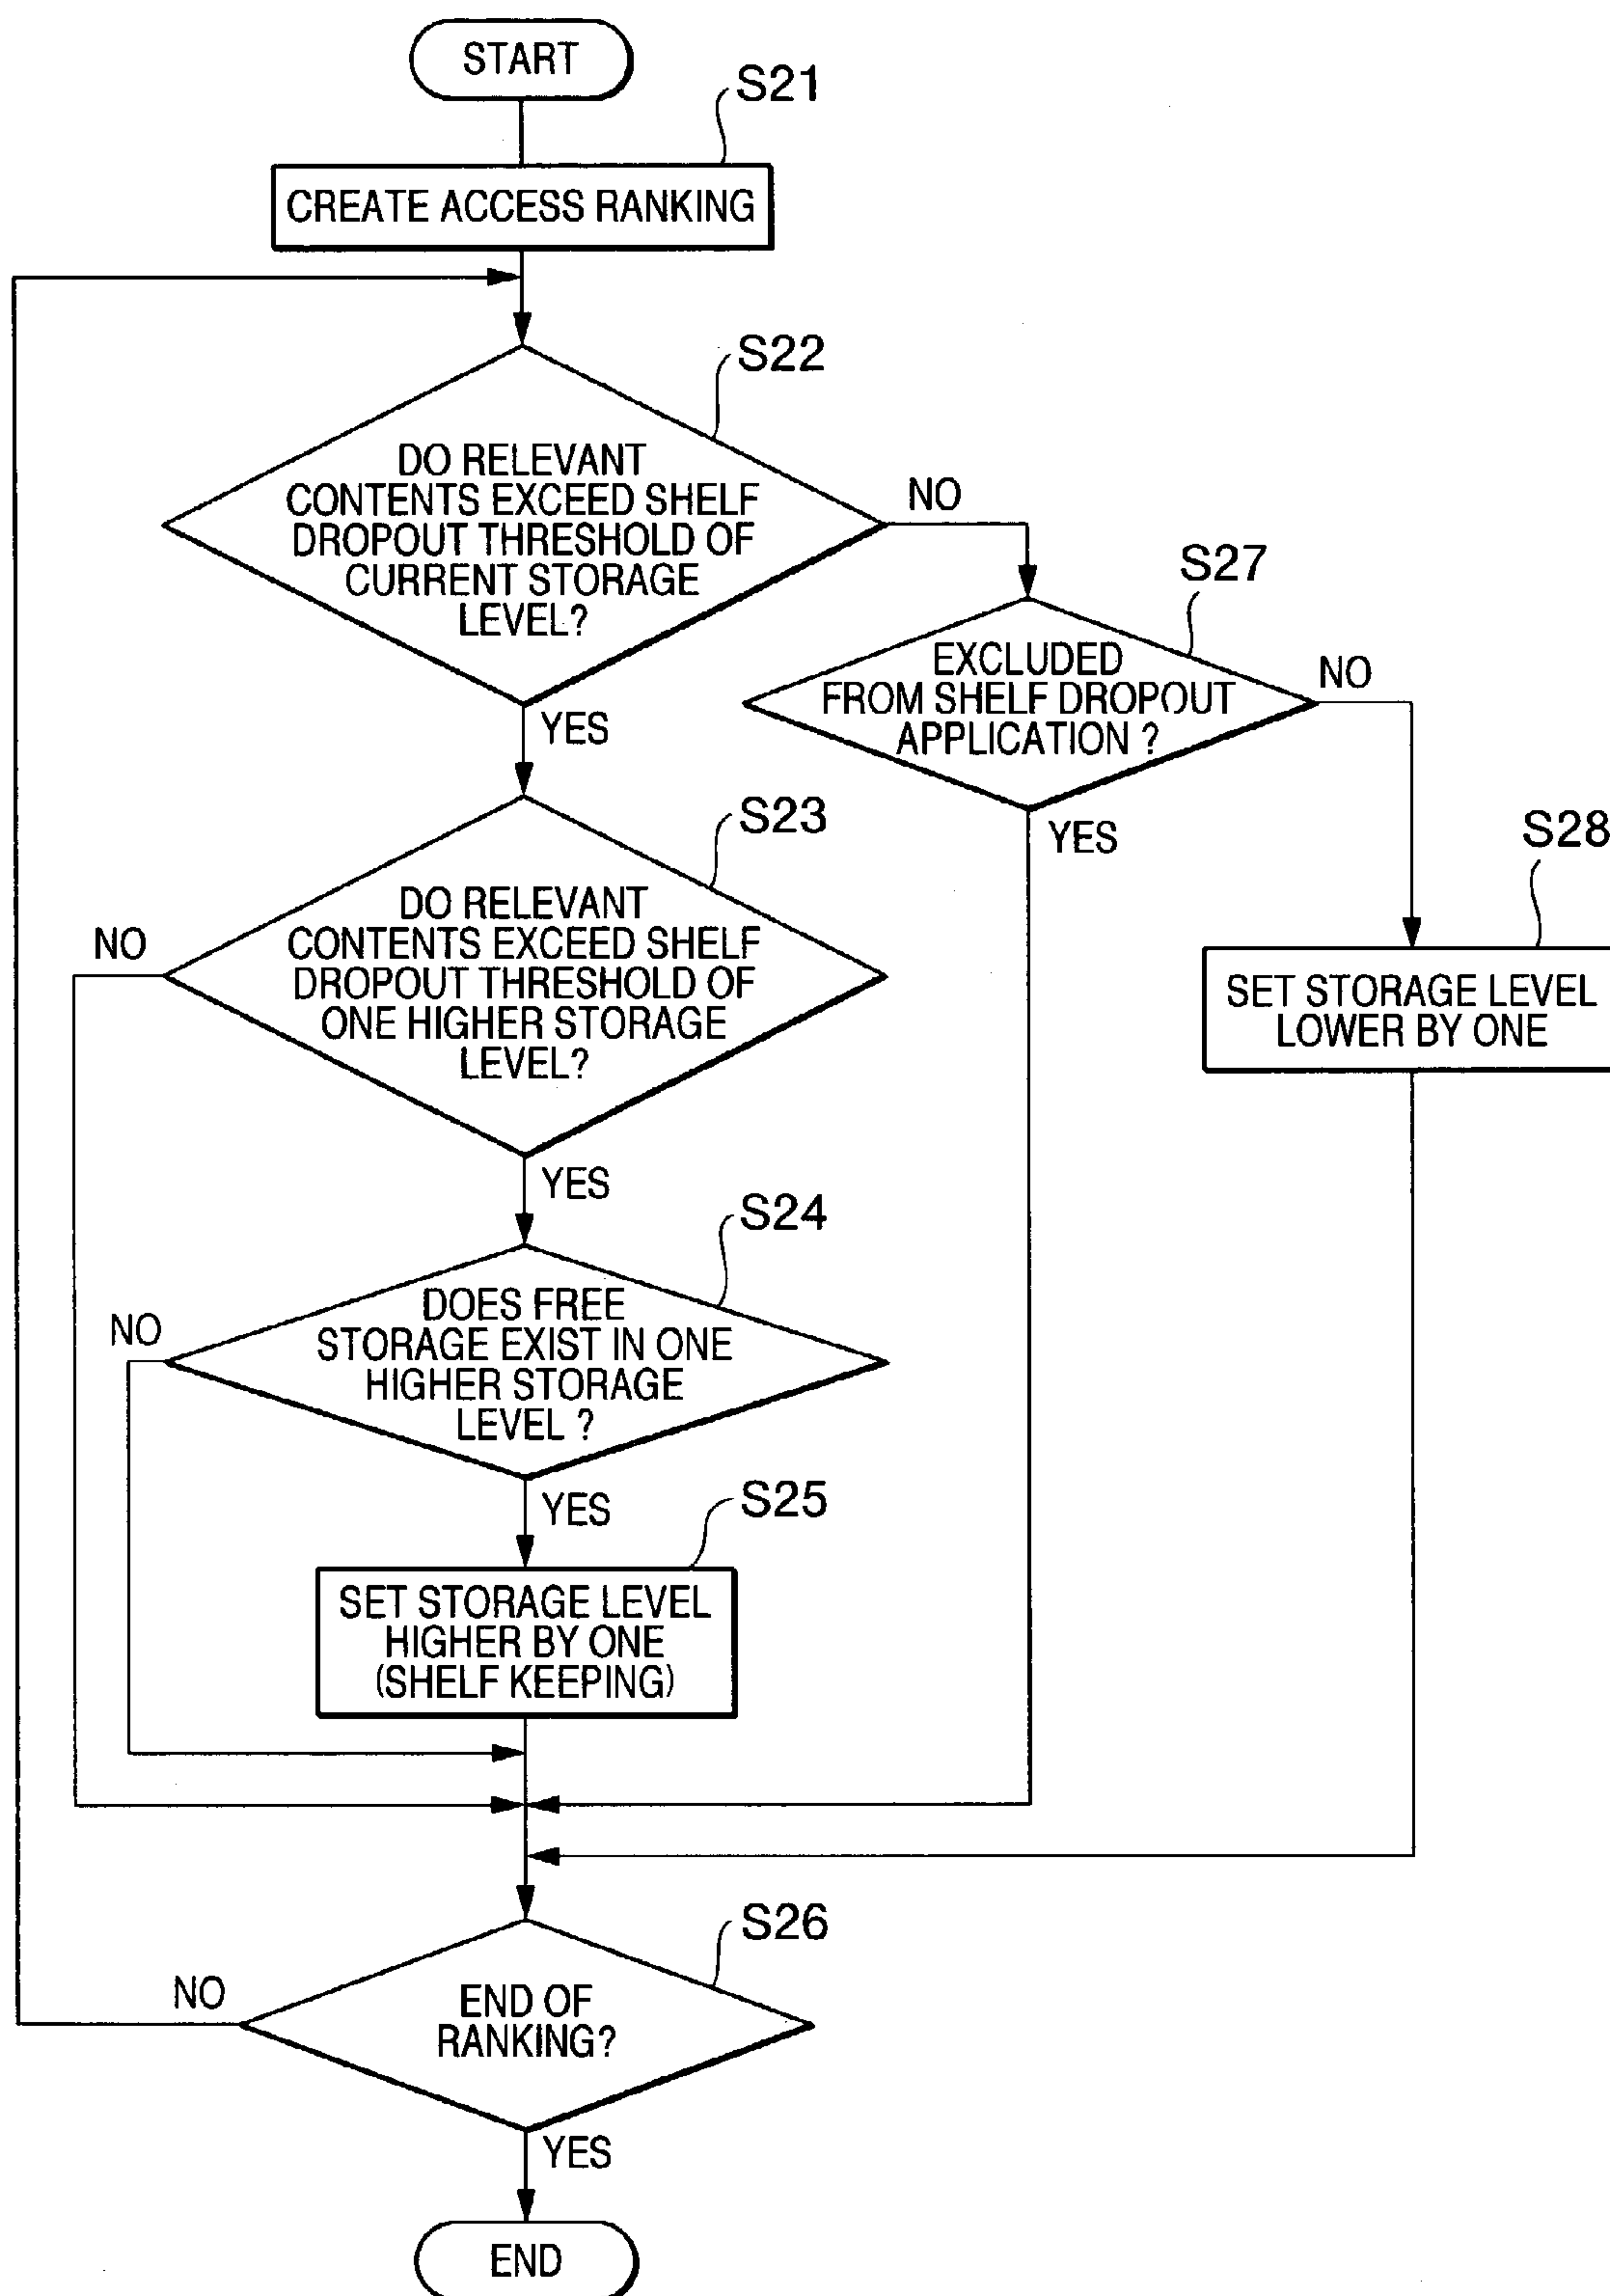 START
S21
CREATE ACCESS RANKING
S22
DO RELEVANT
CONTENTS EXCEED SHELF
DROPOUT THRESHOLD OF
CURRENT STORAGE
LEVEL?
NO
YES
S27
EXCLUDED
FROM SHELF DROPOUT
APPLICATION ?
NO
YES
S28
SET STORAGE LEVEL
LOWER BY ONE
S23
DO RELEVANT
CONTENTS EXCEED SHELF
DROPOUT THRESHOLD OF
ONE HIGHER STORAGE
LEVEL?
NO
YES
S24
DOES FREE
STORAGE EXIST IN ONE
HIGHER STORAGE
LEVEL ?
NO
YES
S25
SET STORAGE LEVEL
HIGHER BY ONE
(SHELF KEEPING)
S26
END OF
RANKING?
NO
YES
END